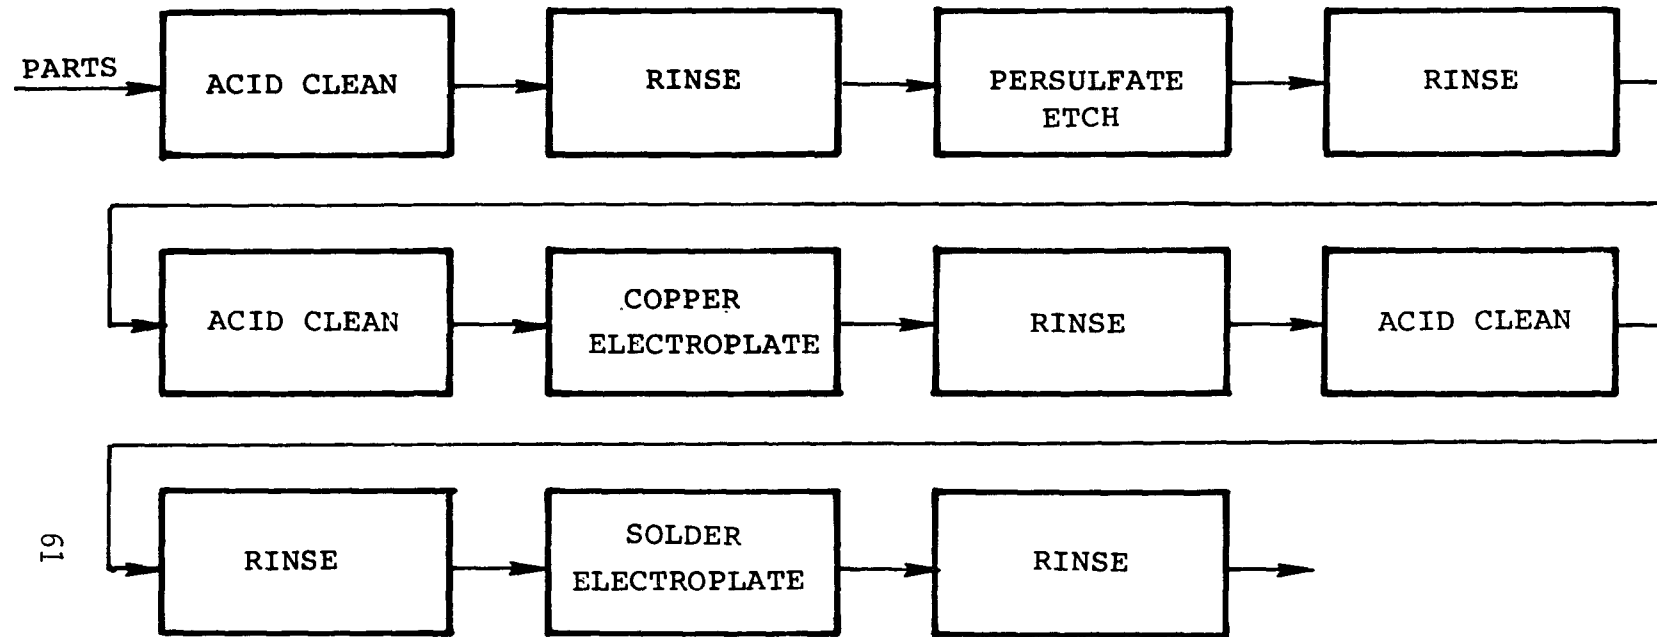 PARTS
ACID CLEAN
RINSE
PERSULFATE
ETCH
RINSE
ACID CLEAN
COPPER
ELECTROPLATE
RINSE
ACID CLEAN
RINSE
SOLDER
ELECTROPLATE
RINSE
61